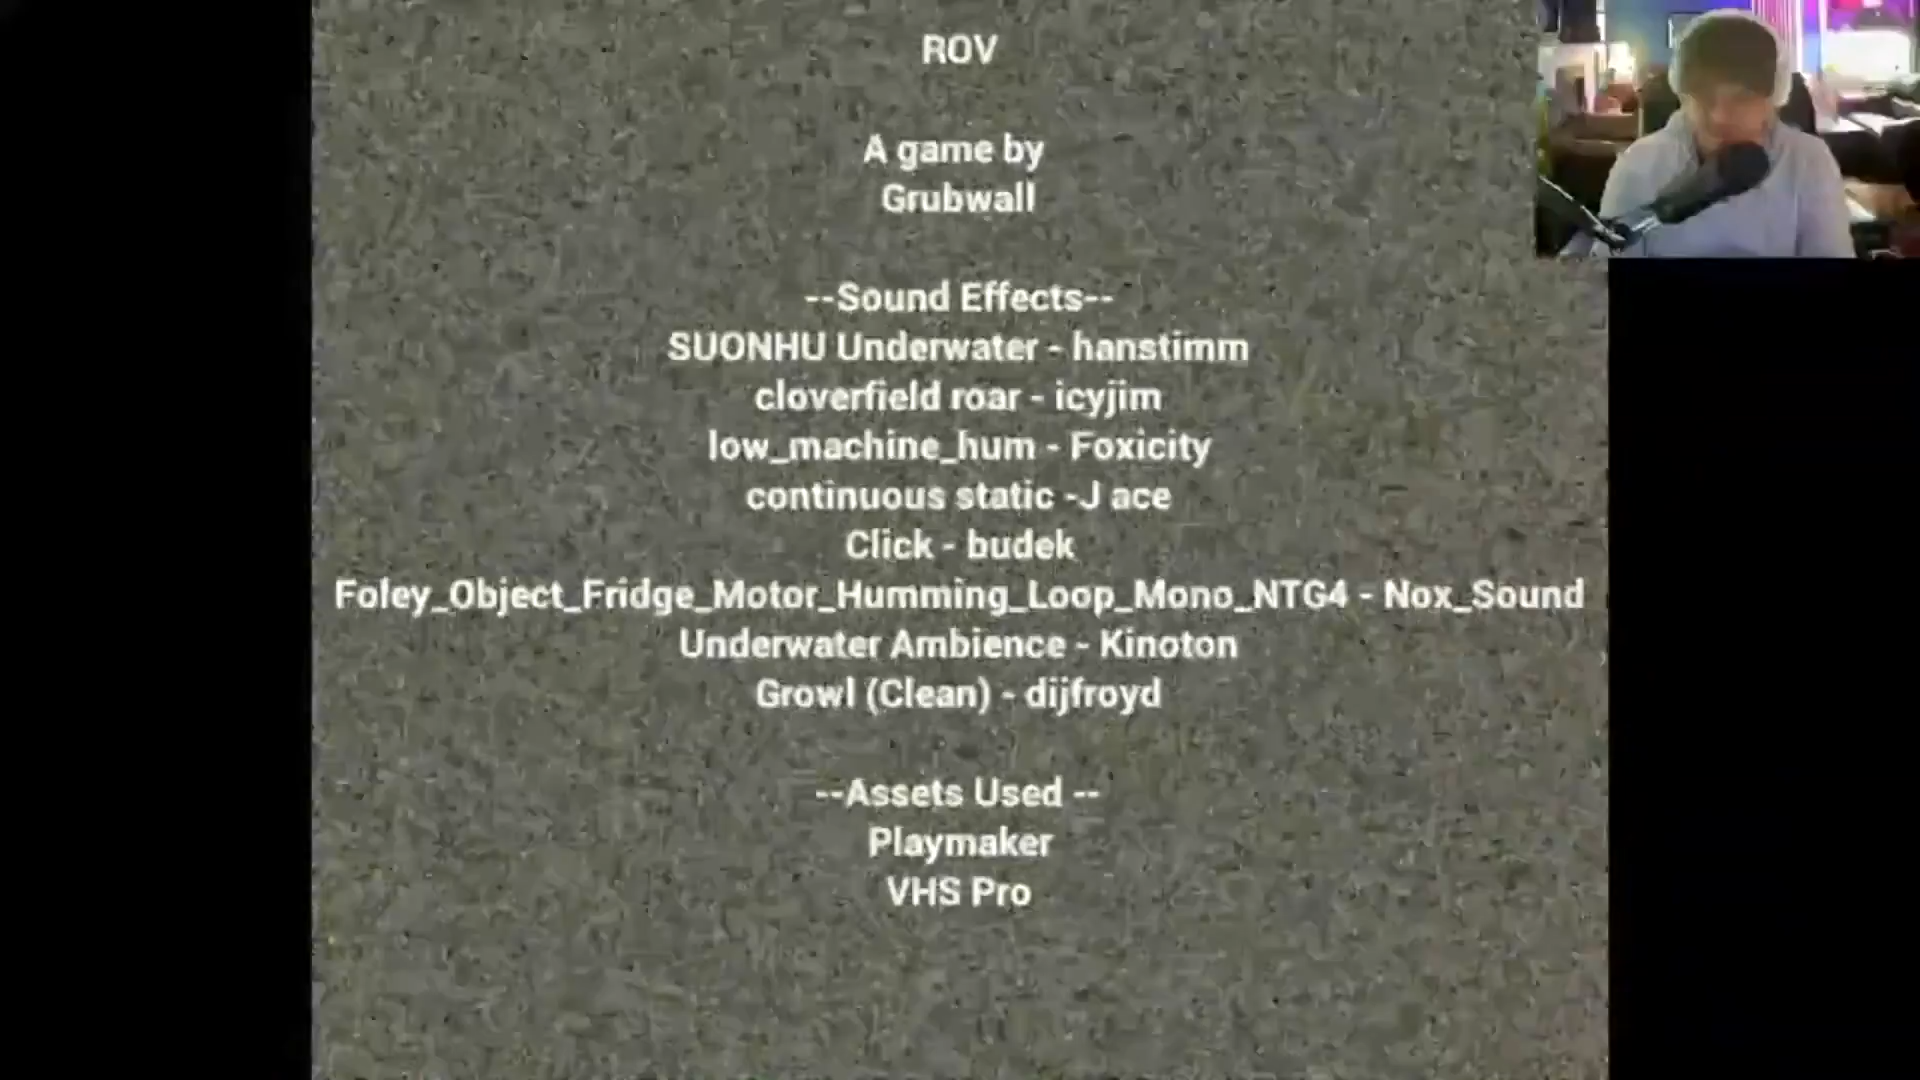 ROV
A game by
Grubwall
--Sound Effects--
SUONHU Underwater - hanstimm
cloverfield roar - icyjim
low_machine_hum - Foxicity
continuous static -J ace
Click - budek
Foley_Object_Fridge_Motor_Humming_Loop_Mono_NTG4 - Nox_Sound
Underwater Ambience - Kinoton
Growl (Clean) - dijfroyd
--Assets Used --
Playmaker
VHS Pro